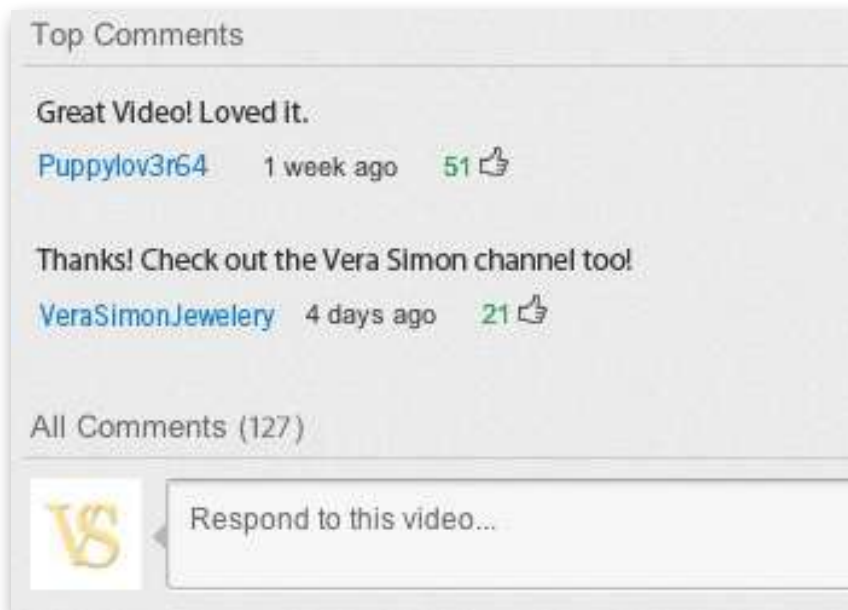 Top Comments
Great Video! Loved it.
Puppylov3r64 1 week ago 51
Thanks! Check out the Vera Simon channel too!
VeraSimonJewelery 4 days ago 21
All Comments (127)
VS
Respond to this video...